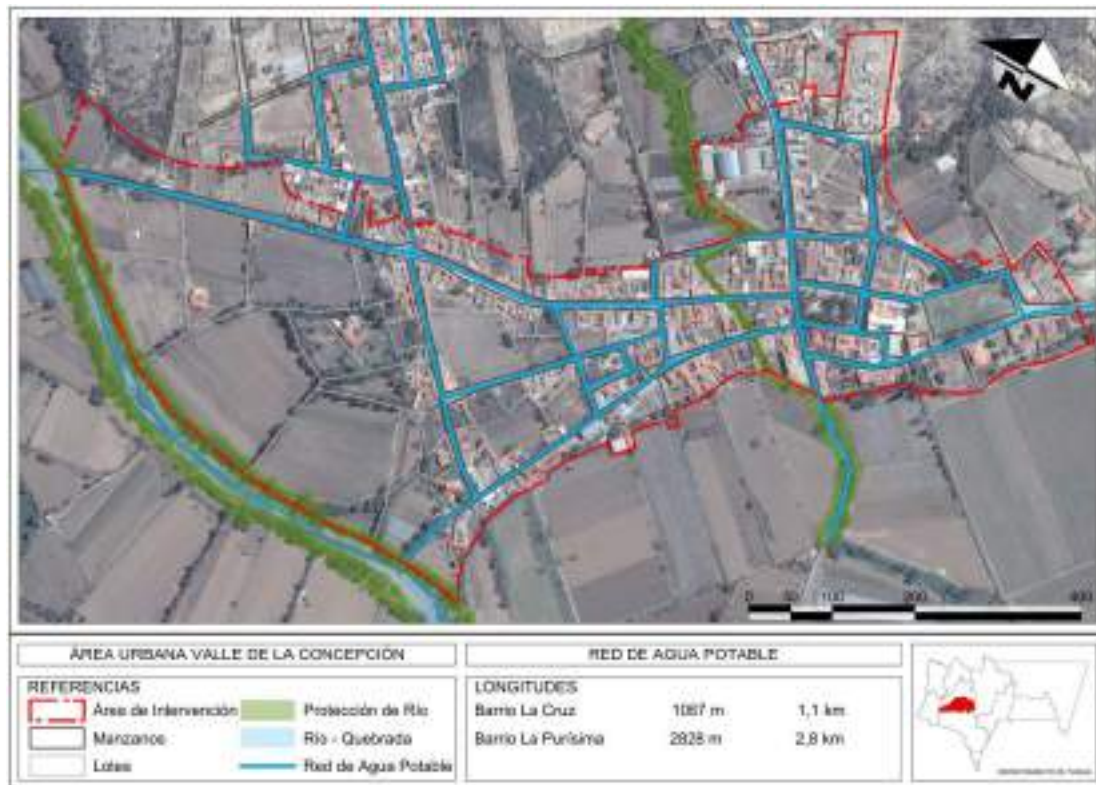 N
0 50 100 200 400
ÁREA URBANA VALLE DE LA CONCEPCIÓN
RED DE AGUA POTABLE
REFERENCIAS
Área de Intervención
Protección de Río
Manzanos
Río - Quebrada
Lotes
Red de Agua Potable
LONGITUDES
Barrio La Cruz 1067 m 1,1 km
Barrio La Purísima 2828 m 2,8 km